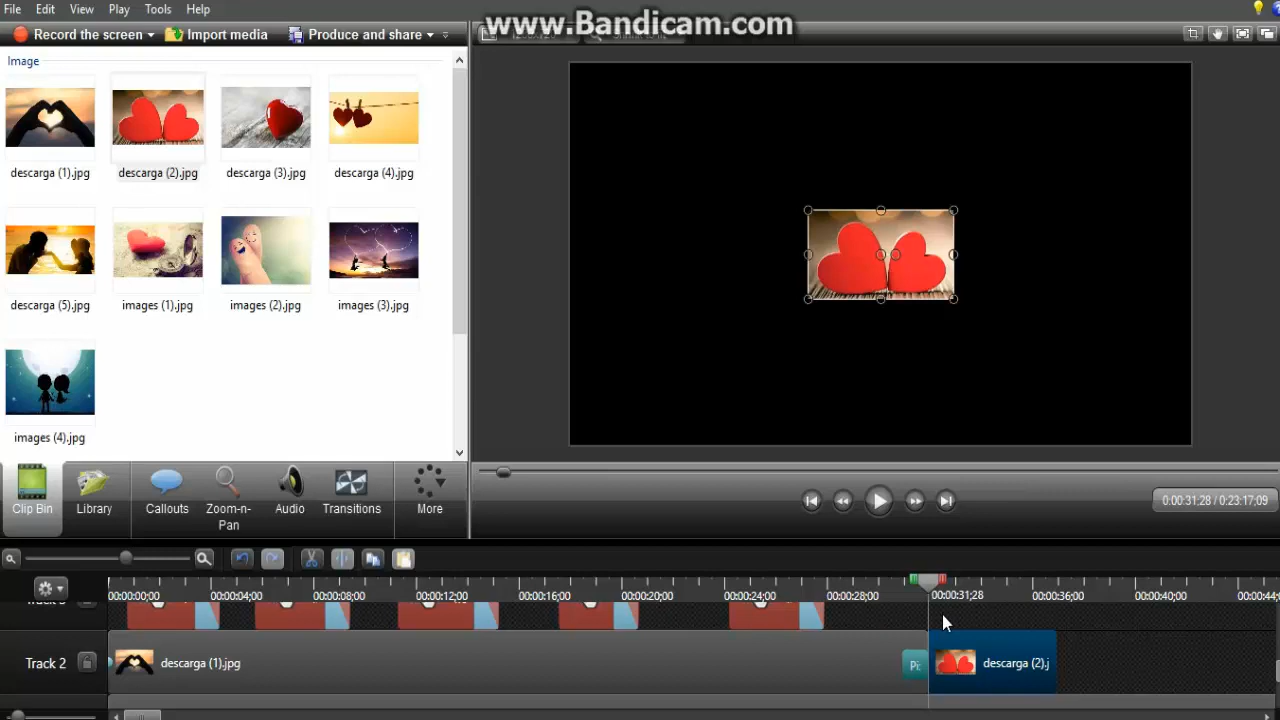 File Edit View Play Tools Help
www.Bandicam.com
Record the screen Import media Produce and share
Image
descarga (1).jpg descarga (2).jpg descarga (3).jpg descarga (4).jpg
descarga (5).jpg images (1).jpg images (2).jpg images (3).jpg
images (4).jpg
Clip Bin Library Callouts Zoom-n-Pan Audio Transitions More
0:00:31;28 / 0:23:17;09
00:00:00;00 00:00:04;00 00:00:08;00 00:00:12;00 00:00:16;00 00:00:20;00 00:00:24;00 00:00:28;00 00:00:31;28 00:00:36;00 00:00:40;00 00:00:44;
Track 2 descarga (1).jpg descarga (2).j